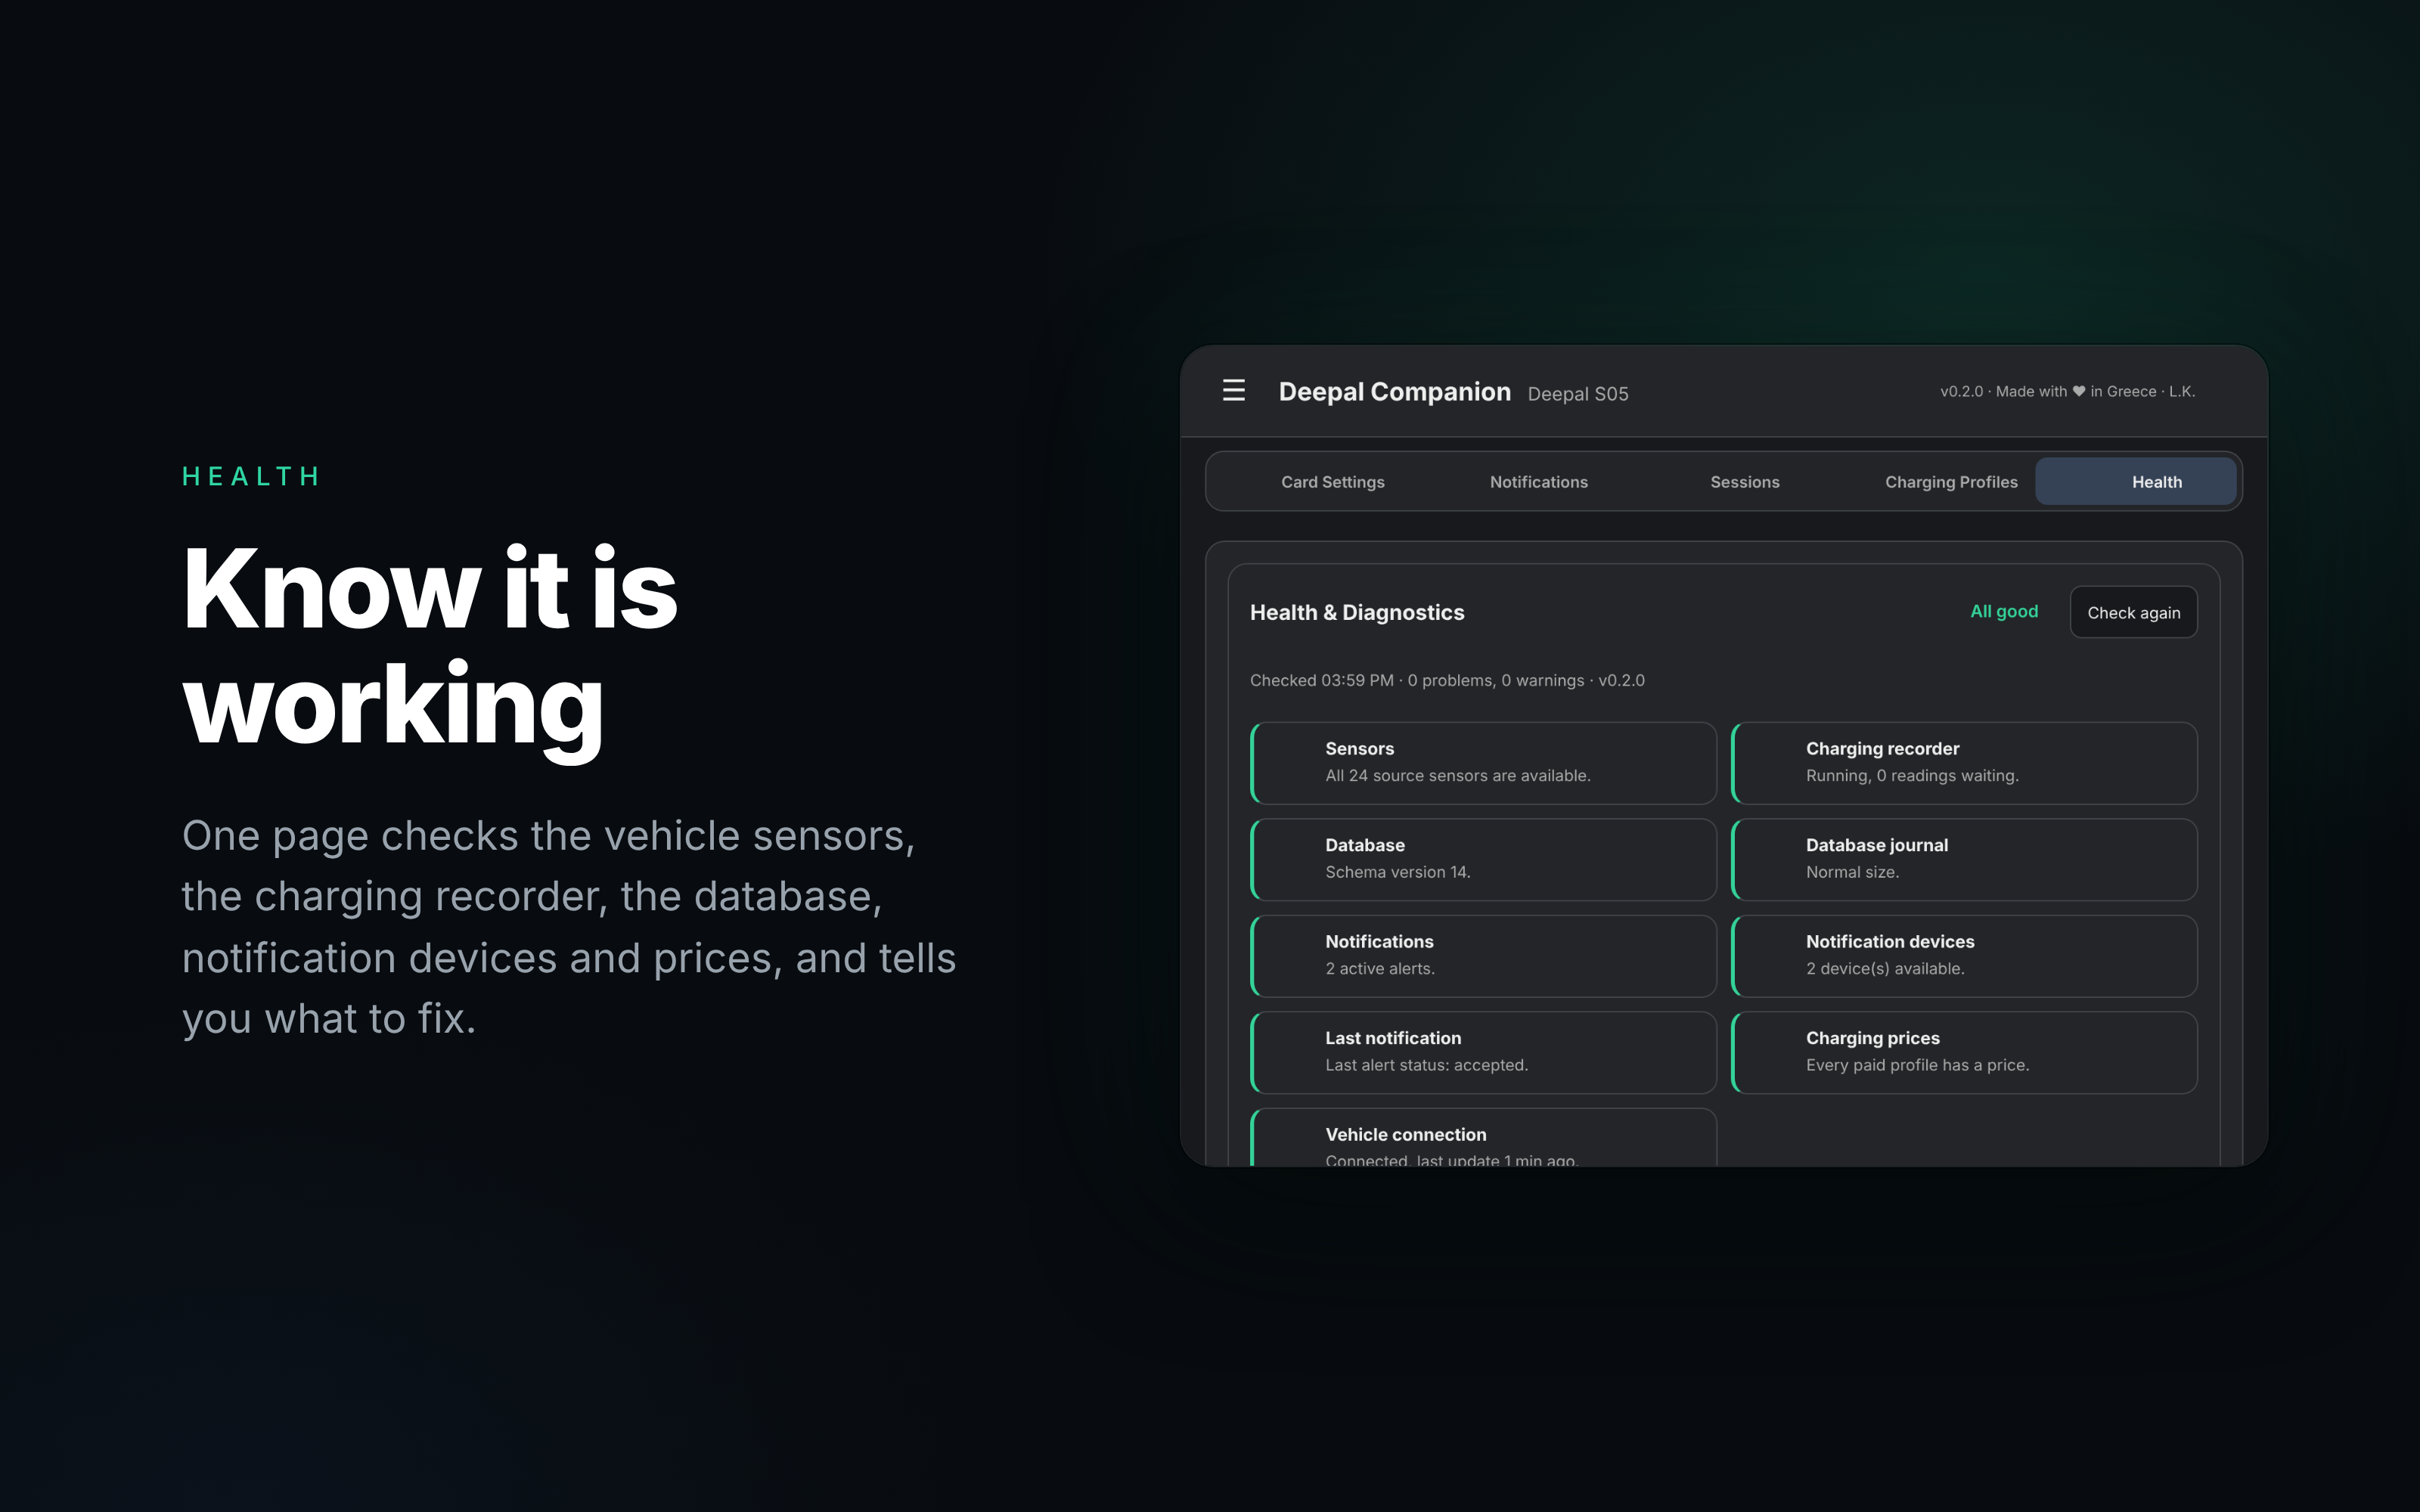 HEALTH
Know it is
working
One page checks the vehicle sensors,
the charging recorder, the database,
notification devices and prices, and tells
you what to fix.
Deepal Companion Deepal S05
v0.2.0 · Made with ♥ in Greece · L.K.
Card Settings
Notifications
Sessions
Charging Profiles
Health
Health & Diagnostics
All good
Check again
Checked 03:59 PM · 0 problems, 0 warnings · v0.2.0
Sensors
All 24 source sensors are available.
Charging recorder
Running, 0 readings waiting.
Database
Schema version 14.
Database journal
Normal size.
Notifications
2 active alerts.
Notification devices
2 device(s) available.
Last notification
Last alert status: accepted.
Charging prices
Every paid profile has a price.
Vehicle connection
Connected, last update 1 min ago.